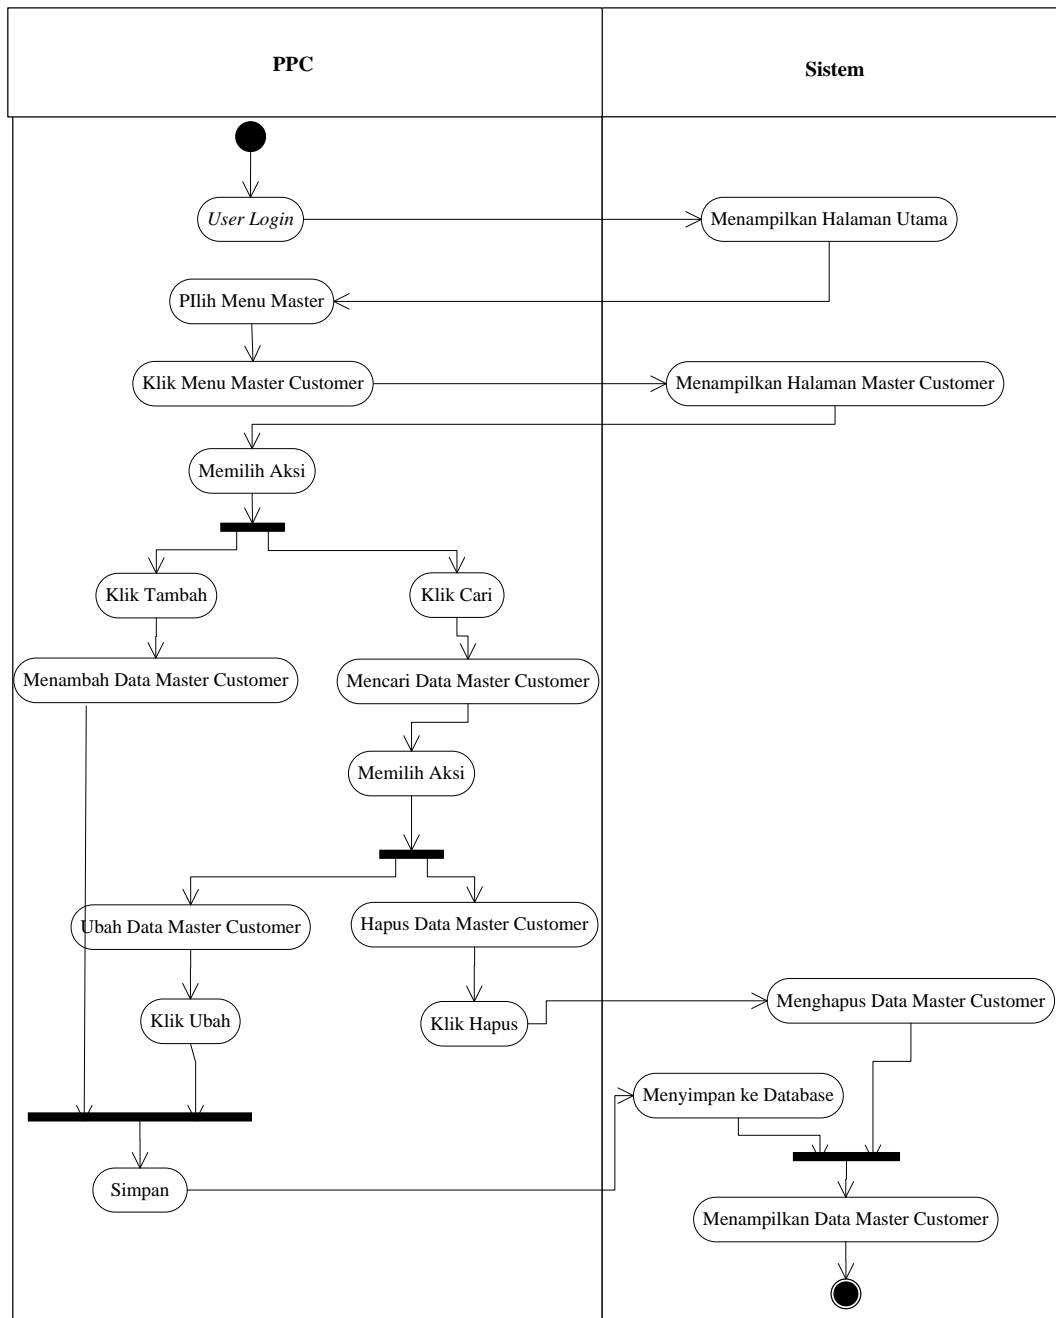 PPC
Sistem
User Login
Menampilkan Halaman Utama
PIlih Menu Master
Klik Menu Master Customer
Menampilkan Halaman Master Customer
Memilih Aksi
Klik Tambah
Klik Cari
Menambah Data Master Customer
Mencari Data Master Customer
Memilih Aksi
Ubah Data Master Customer
Hapus Data Master Customer
Klik Ubah
Klik Hapus
Menghapus Data Master Customer
Menyimpan ke Database
Simpan
Menampilkan Data Master Customer